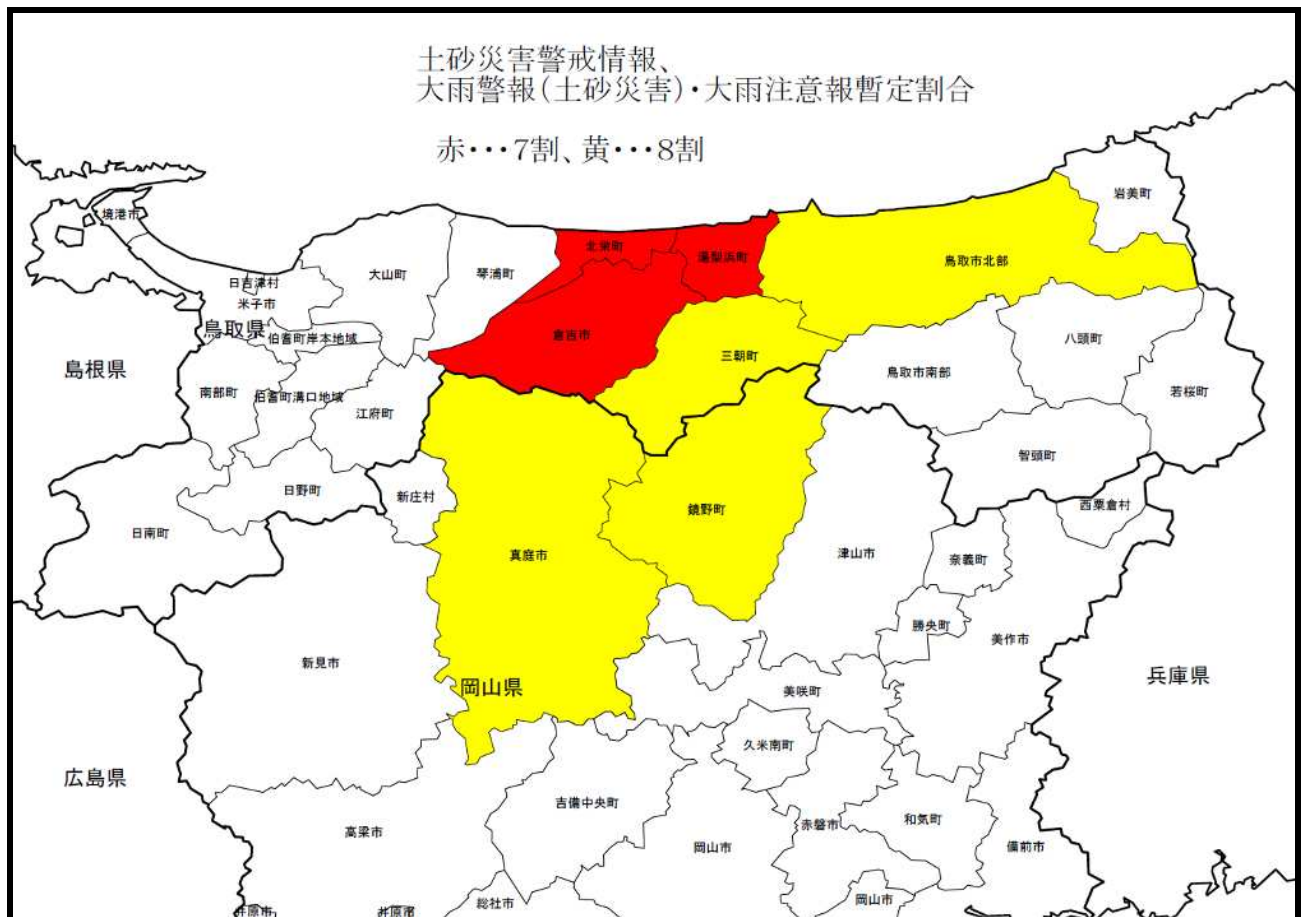 土砂災害警戒情報、
大雨警報(土砂災害)・大雨注意報暫定割合
赤・・・7割、黄・・・8割
岩美町
境港市
北栄町
湯梨浜町
鳥取市北部
大山町
琴浦町
日吉津村
米子市
鳥取県
伯耆町岸本地域
倉吉市
三朝町
八頭町
島根県
鳥取市南部
南部町
伯耆町溝口地域
江府町
若桜町
智頭町
日野町
新庄村
西粟倉村
鏡野町
日南町
真庭市
津山市
奈義町
勝央町
美作市
新見市
岡山県
美咲町
兵庫県
久米南町
広島県
吉備中央町
高梁市
岡山市
赤磐市
和気町
備前市
総社市
岡山市
井原市
井原市